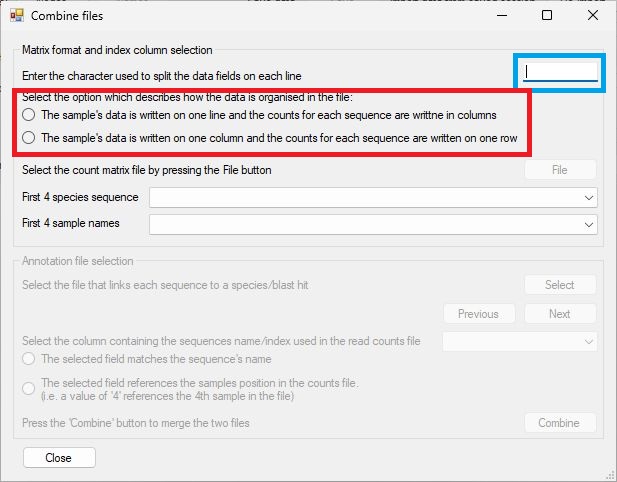 Combine files
Matrix format and index column selection
Enter the character used to split the data fields on each line
Select the option which describes how the data is organised in the file:
The sample's data is written on one line and the counts for each sequence are writtne in columns
The sample's data is written on one column and the counts for each sequence are written on one row
Select the count matrix file by pressing the File button
File
First 4 species sequence
First 4 sample names
Annotation file selection
Select the file that links each sequence to a species/blast hit
Select
Previous
Next
Select the column containing the sequences name/index used in the read counts file
The selected field matches the sequence's name
The selected field references the samples position in the counts file.
(i.e. a value of '4' references the 4th sample in the file)
Press the 'Combine' button to merge the two files
Combine
Close